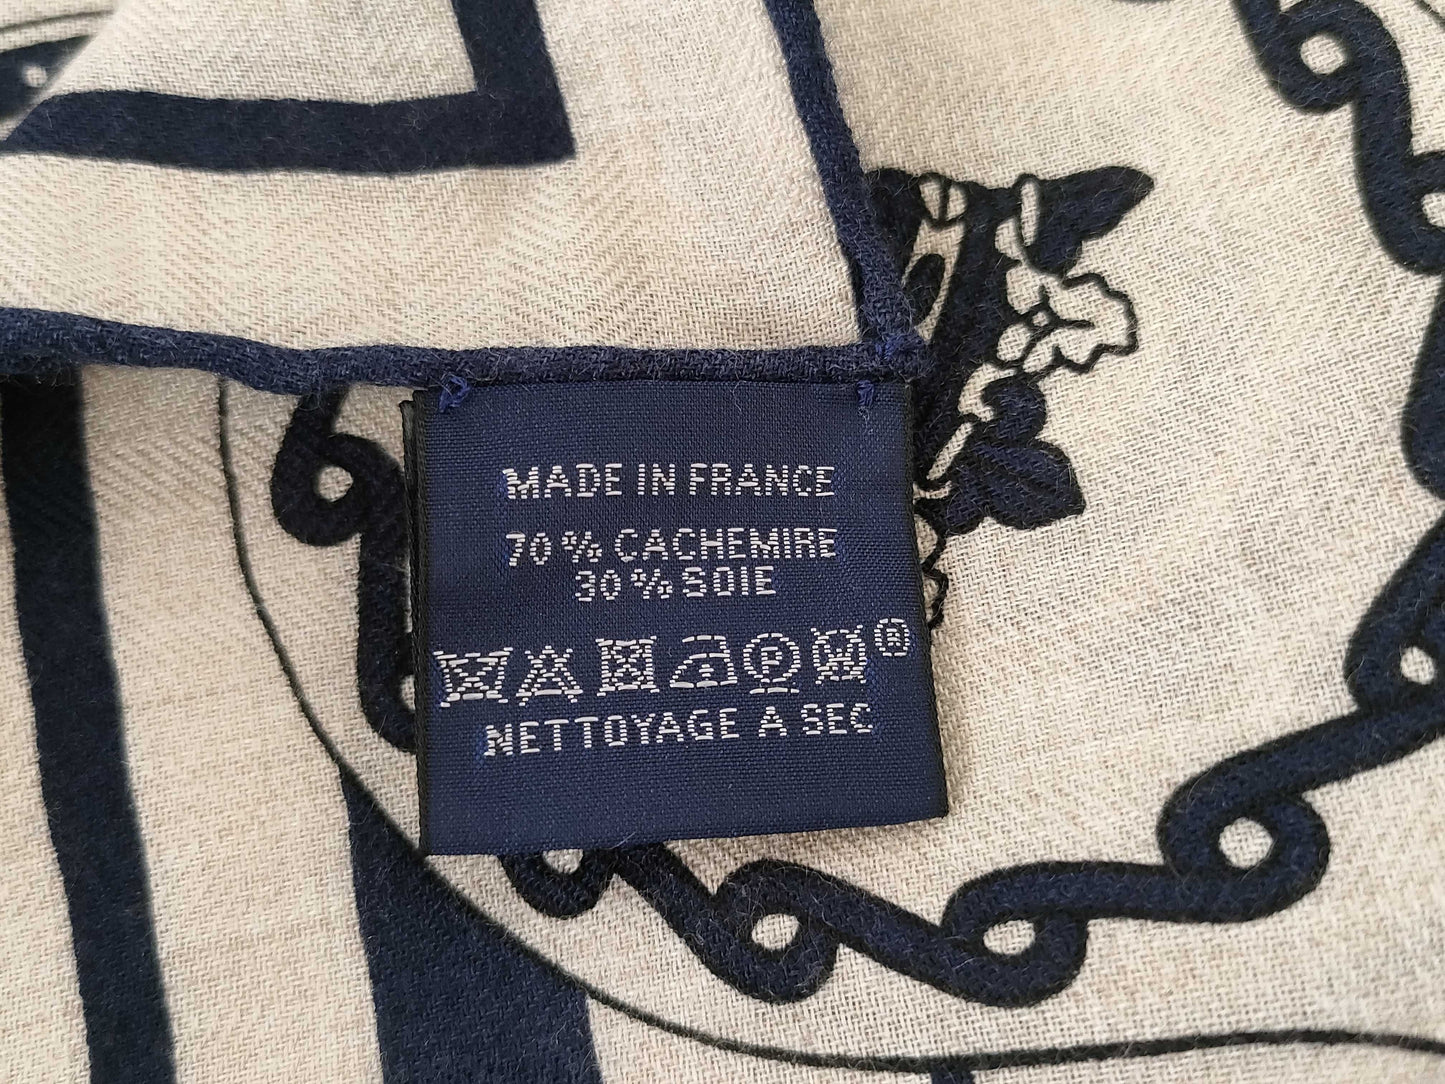 MADE IN FRANCE
70 % CACHEMIRE
30 % SOIE
P W ®
NETTOYAGE A SEC